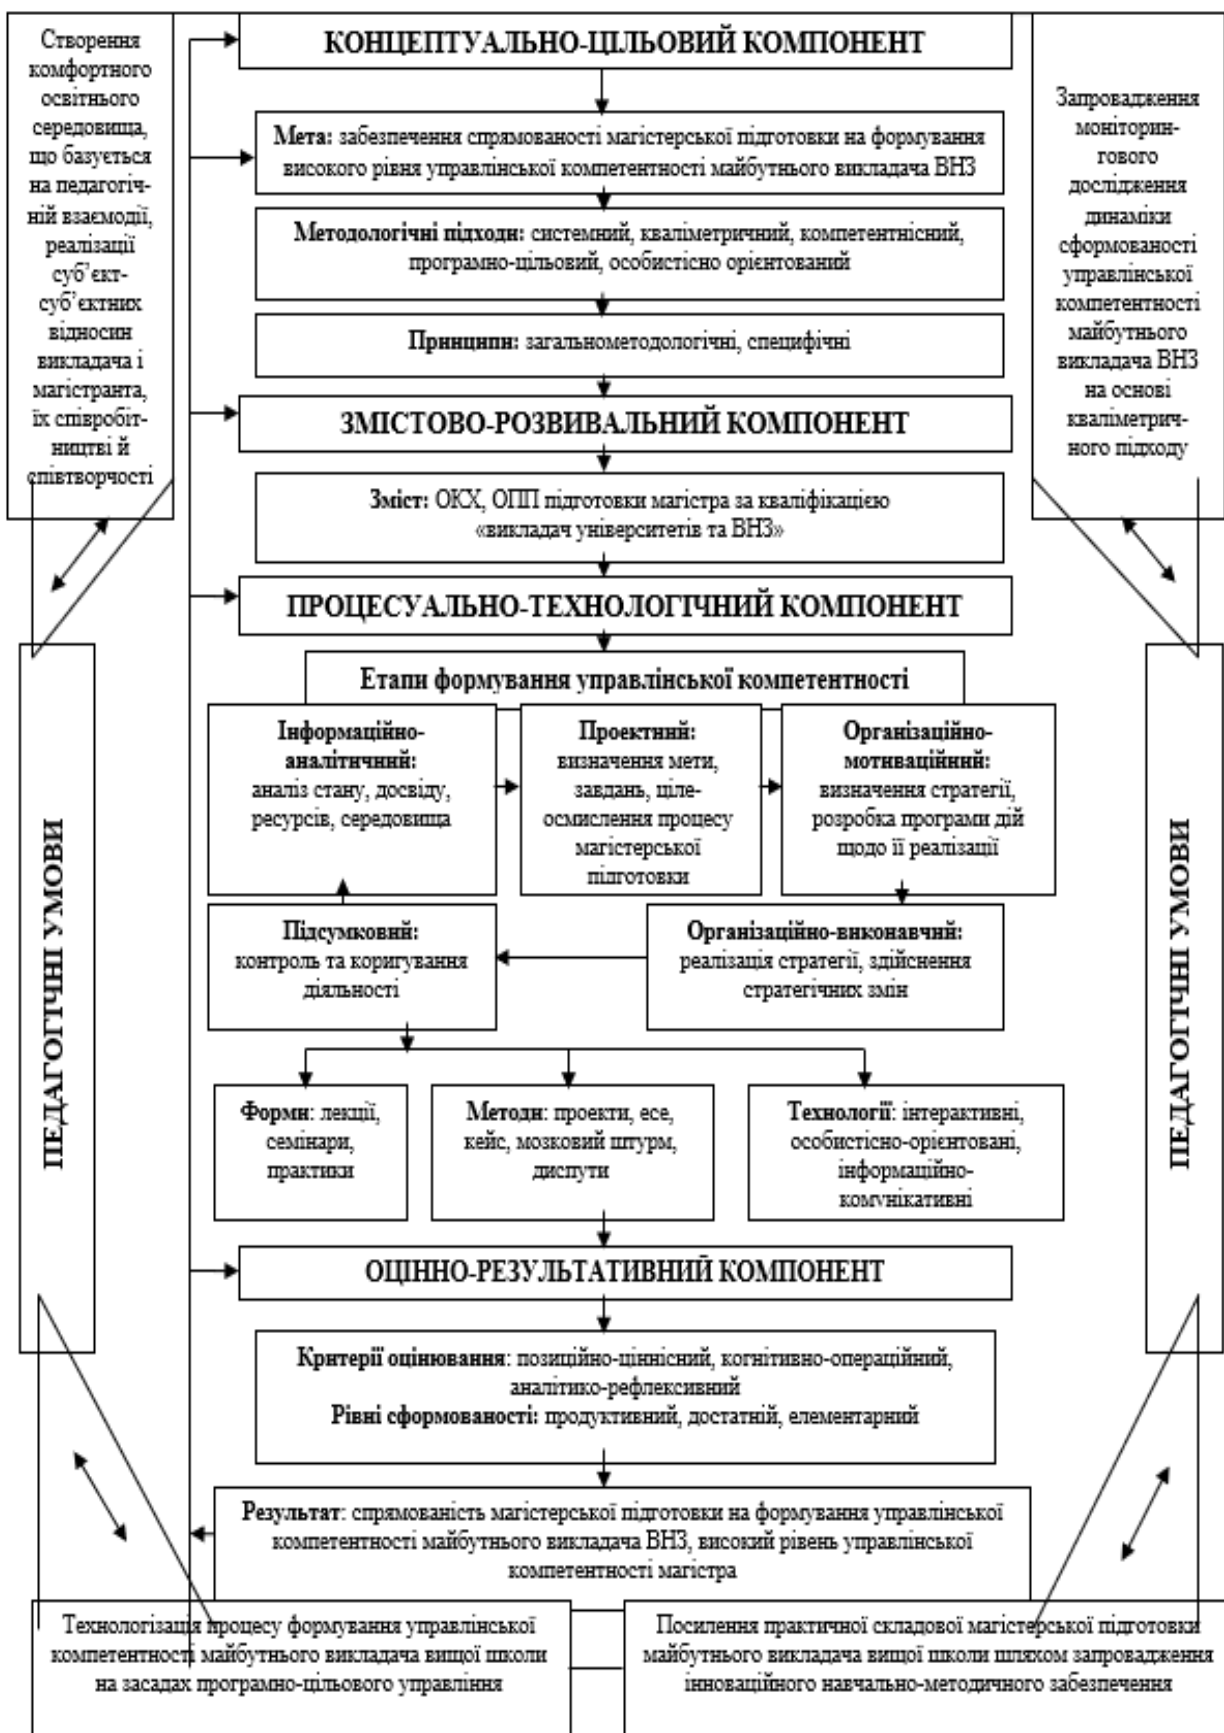 Створення
комфортного
освітнього
середовища,
що базується
на педагогіч-
ній взаємодії,
реалізації
суб’єкт-
суб’єктних
відносин
викладача і
магістранта,
їх співробіт-
ництві й
співтворчості
КОНЦЕПТУАЛЬНО-ЦІЛЬОВИЙ КОМПОНЕНТ
Мета: забезпечення спрямованості магістерської підготовки на формування
високого рівня управлінської компетентності майбутнього викладача ВНЗ
Методологічні підходи: системний, кваліметричний, компетентнісний,
програмно-цільовий, особистісно орієнтований
Принципи: загальнометодологічні, специфічні
ЗМІСТОВО-РОЗВИВАЛЬНИЙ КОМПОНЕНТ
Зміст: ОКХ, ОПП підготовки магістра за кваліфікацією
«викладач університетів та ВНЗ»
Запровадження
моніторин-
гового
дослідження
динаміки
сформованості
управлінської
компетентності
майбутнього
викладача ВНЗ
на основі
кваліметрич-
ного підходу
ПРОЦЕСУАЛЬНО-ТЕХНОЛОГІЧНИЙ КОМПОНЕНТ
Етапи формування управлінської компетентності
Інформаційно-
аналітичний:
аналіз стану, досвіду,
ресурсів, середовища
Проектний:
визначення мети,
завдань, ціле-
осмислення процесу
магістерської
підготовки
Організаційно-
мотиваційний:
визначення стратегії,
розробка програми дій
щодо її реалізації
Підсумковий:
контроль та коригування
діяльності
Організаційно-виконавчий:
реалізація стратегії, здійснення
стратегічних змін
ПЕДАГОГІЧНІ УМОВИ
ПЕДАГОГІЧНІ УМОВИ
Форми: лекції,
семінари,
практики
Методи: проекти, есе,
кейс, мозковий штурм,
диспути
Технології: інтерактивні,
особистісно-орієнтовані,
інформаційно-
комунікативні
ОЦІННО-РЕЗУЛЬТАТИВНИЙ КОМПОНЕНТ
Критерії оцінювання: позиційно-ціннісний, когнітивно-операційний,
аналітико-рефлексивний
Рівні сформованості: продуктивний, достатній, елементарний
Результат: спрямованість магістерської підготовки на формування управлінської
компетентності майбутнього викладача ВНЗ, високий рівень управлінської
компетентності магістра
Технологізація процесу формування управлінської
компетентності майбутнього викладача вищої школи
на засадах програмно-цільового управління
Посилення практичної складової магістерської підготовки
майбутнього викладача вищої школи шляхом запровадження
інноваційного навчально-методичного забезпечення